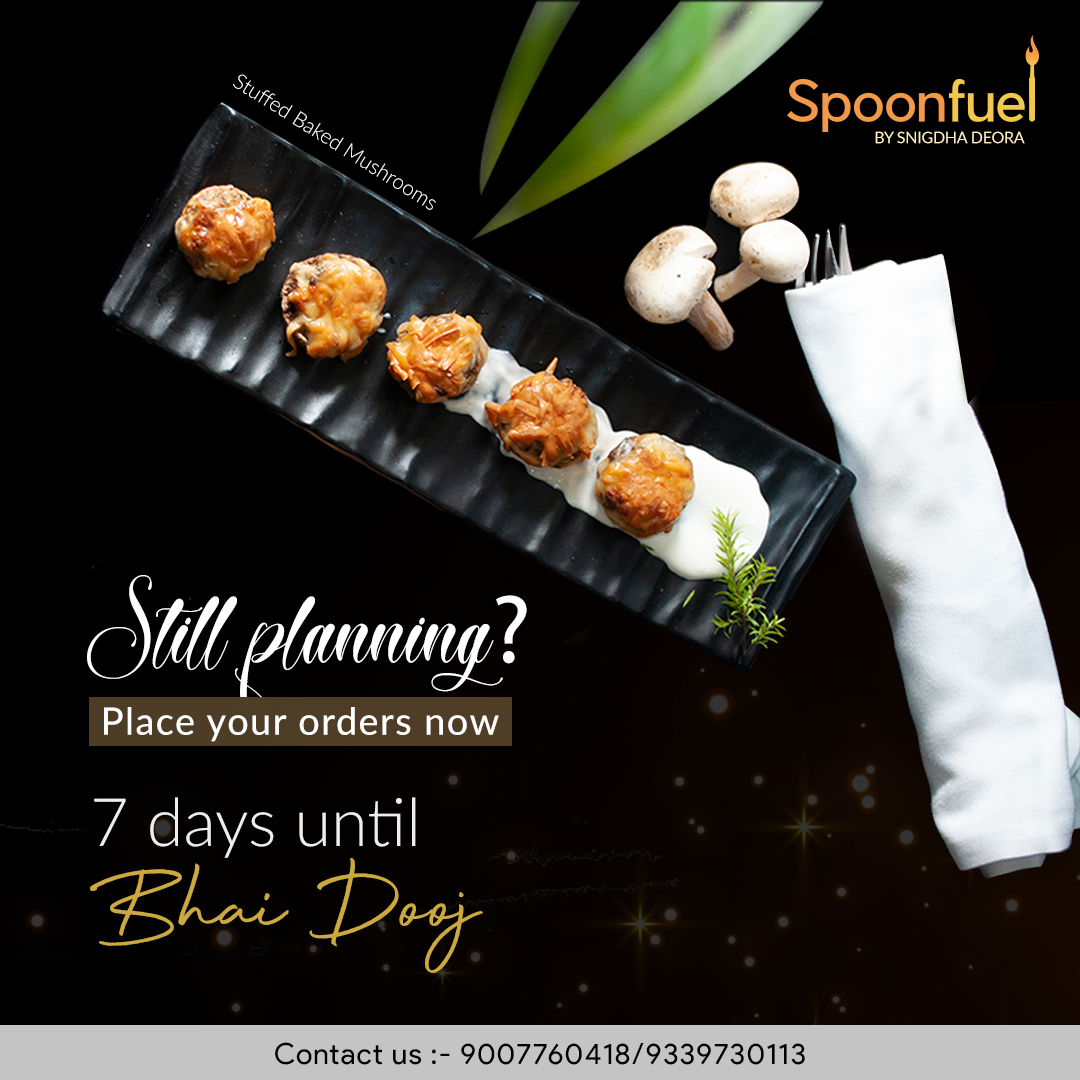 Stuffed Baked Mushrooms
Spoonfuel
BY SNIGDHA DEORA
Still planning?
Place your orders now
7 days until
Bhai Dooj
Contact us :- 9007760418/9339730113